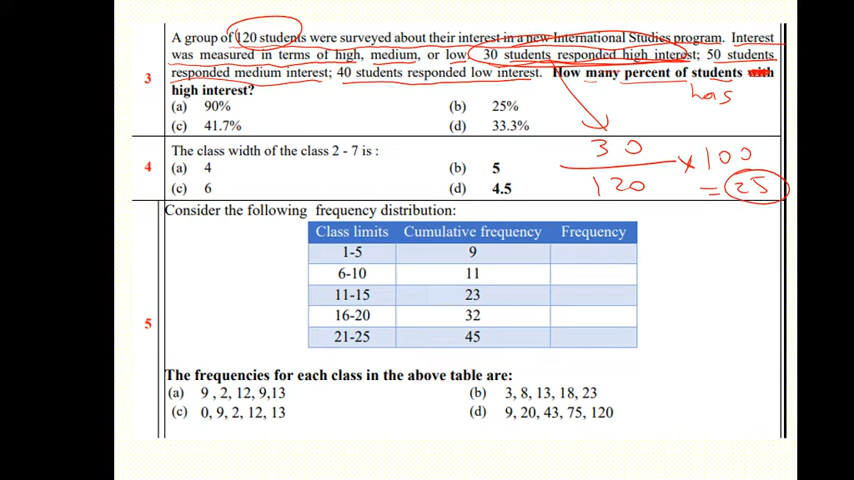 A group of 120 students were surveyed about their interest in a new International Studies program. Interest
was measured in terms of high, medium, or low. 30 students responded high interest; 50 students
responded medium interest; 40 students responded low interest. How many percent of students with
high interest?
has
3
(a) 90% (b) 25%
(c) 41.7% (d) 33.3%
30
120
× 100
= 25
The class width of the class 2 - 7 is :
4
(a) 4 (b) 5
(c) 6 (d) 4.5
Consider the following frequency distribution:
Class limits Cumulative frequency Frequency
1-5 9
6-10 11
11-15 23
16-20 32
21-25 45
5
The frequencies for each class in the above table are:
(a) 9 , 2, 12, 9,13 (b) 3, 8, 13, 18, 23
(c) 0, 9, 2, 12, 13 (d) 9, 20, 43, 75, 120